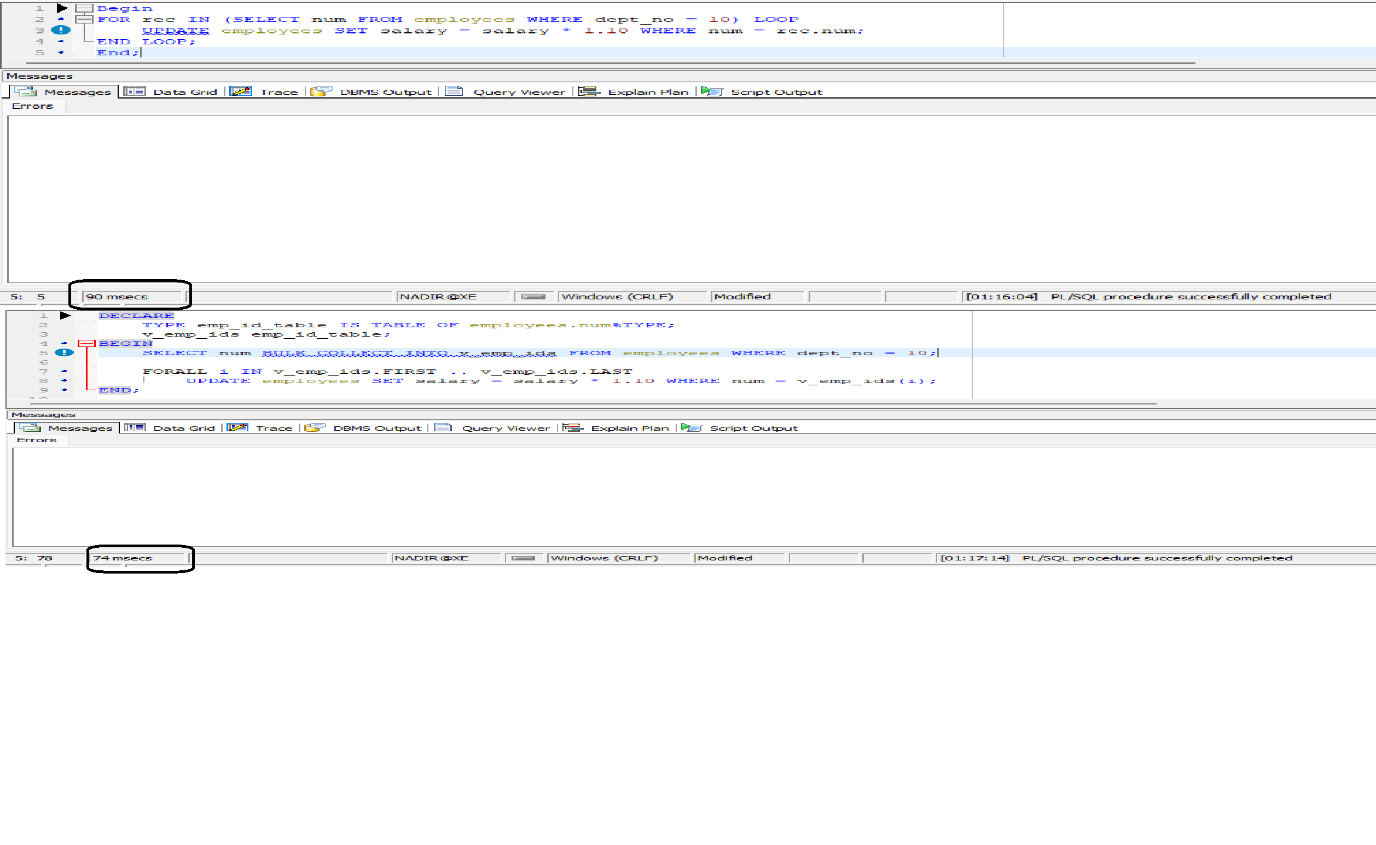 1 Begin
2 FOR rec IN (SELECT num FROM employees WHERE dept_no = 10) LOOP
3 UPDATE employees SET salary = salary * 1.10 WHERE num = rec.num;
4 END LOOP;
5 End;
Messages
Messages Data Grid Trace DBMS Output Query Viewer Explain Plan Script Output
Errors
5: 5 90 msecs NADIR@XE Windows (CRLF) Modified [01:16:04] PL/SQL procedure successfully completed
1 DECLARE
2 TYPE emp_id_table IS TABLE OF employees.num%TYPE;
3 v_emp_ids emp_id_table;
4 BEGIN
5 SELECT num BULK COLLECT INTO v_emp_ids FROM employees WHERE dept_no = 10;
6
7 FORALL i IN v_emp_ids.FIRST .. v_emp_ids.LAST
8 UPDATE employees SET salary = salary * 1.10 WHERE num = v_emp_ids(i);
9 END;
10
Messages
Messages Data Grid Trace DBMS Output Query Viewer Explain Plan Script Output
Errors
5: 78 74 msecs NADIR@XE Windows (CRLF) Modified [01:17:14] PL/SQL procedure successfully completed